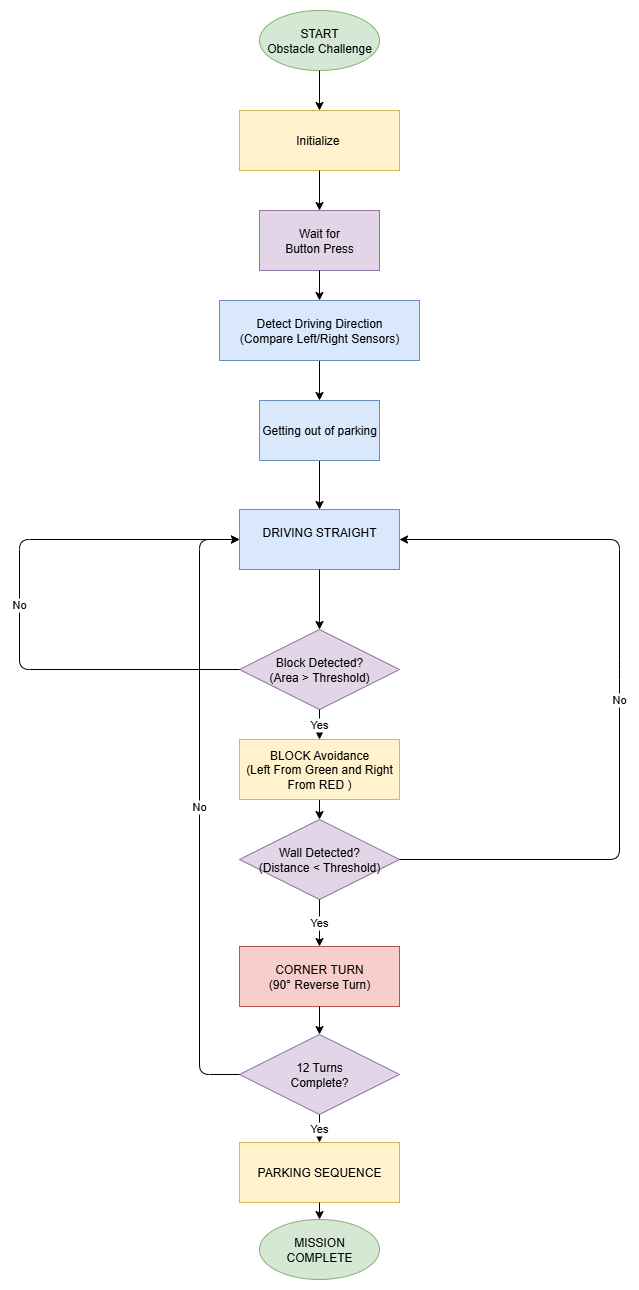 START
Obstacle Challenge
Initialize
Wait for
Button Press
Detect Driving Direction
(Compare Left/Right Sensors)
Getting out of parking
DRIVING STRAIGHT
No
Block Detected?
(Area > Threshold)
No
Yes
BLOCK Avoidance
(Left From Green and Right
From RED )
No
Wall Detected?
(Distance < Threshold)
Yes
CORNER TURN
(90° Reverse Turn)
12 Turns
Complete?
Yes
PARKING SEQUENCE
MISSION
COMPLETE